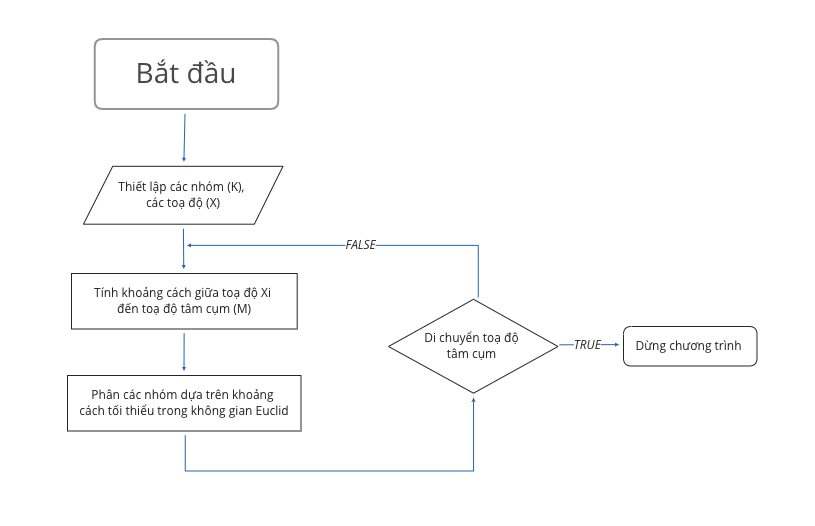 Bắt đầu
Thiết lập các nhóm (K),
các toạ độ (X)
FALSE
Tính khoảng cách giữa toạ độ Xi
đến toạ độ tâm cụm (M)
Di chuyển toạ độ
tâm cụm
TRUE
Dừng chương trình
Phân các nhóm dựa trên khoảng
cách tối thiểu trong không gian Euclid